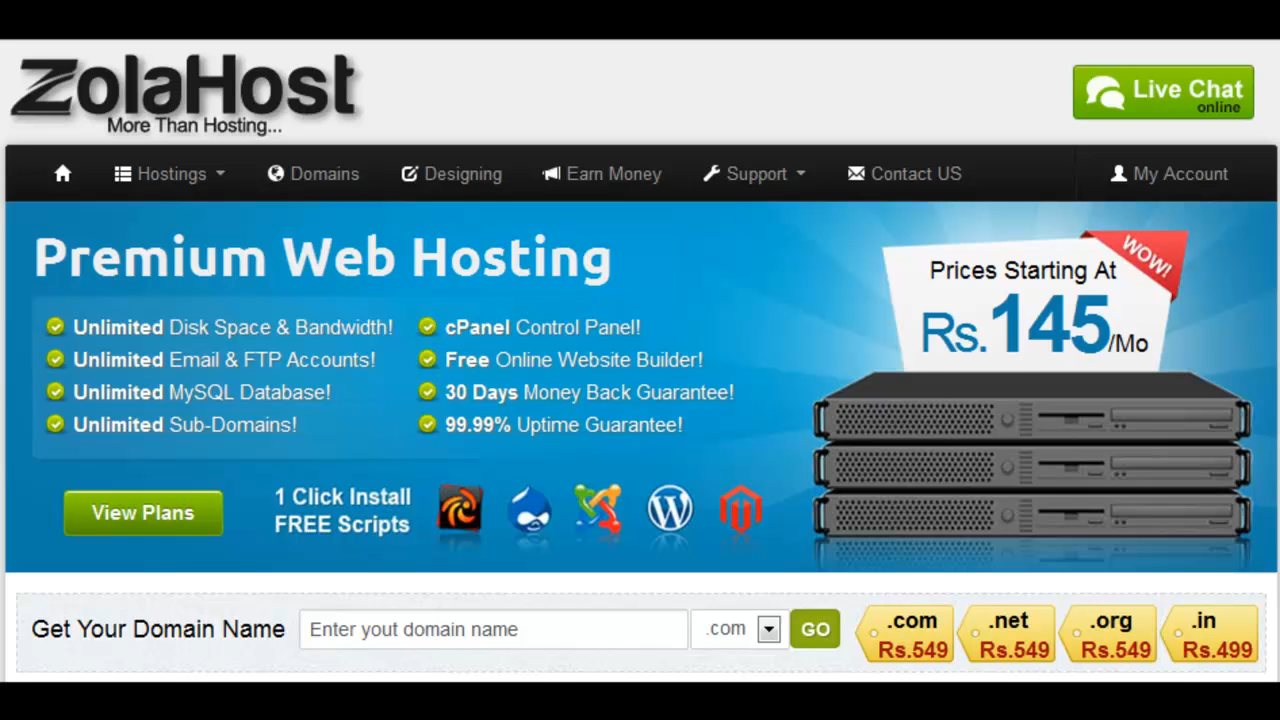 ZolaHost
More Than Hosting...
Live Chat
online
Hostings
Domains
Designing
Earn Money
Support
Contact US
My Account
Premium Web Hosting
Unlimited Disk Space & Bandwidth!
Unlimited Email & FTP Accounts!
Unlimited MySQL Database!
Unlimited Sub-Domains!
cPanel Control Panel!
Free Online Website Builder!
30 Days Money Back Guarantee!
99.99% Uptime Guarantee!
WOW!
Prices Starting At
Rs.145/Mo
View Plans
1 Click Install
FREE Scripts
Get Your Domain Name
Enter yout domain name
.com
GO
.com
Rs.549
.net
Rs.549
.org
Rs.549
.in
Rs.499